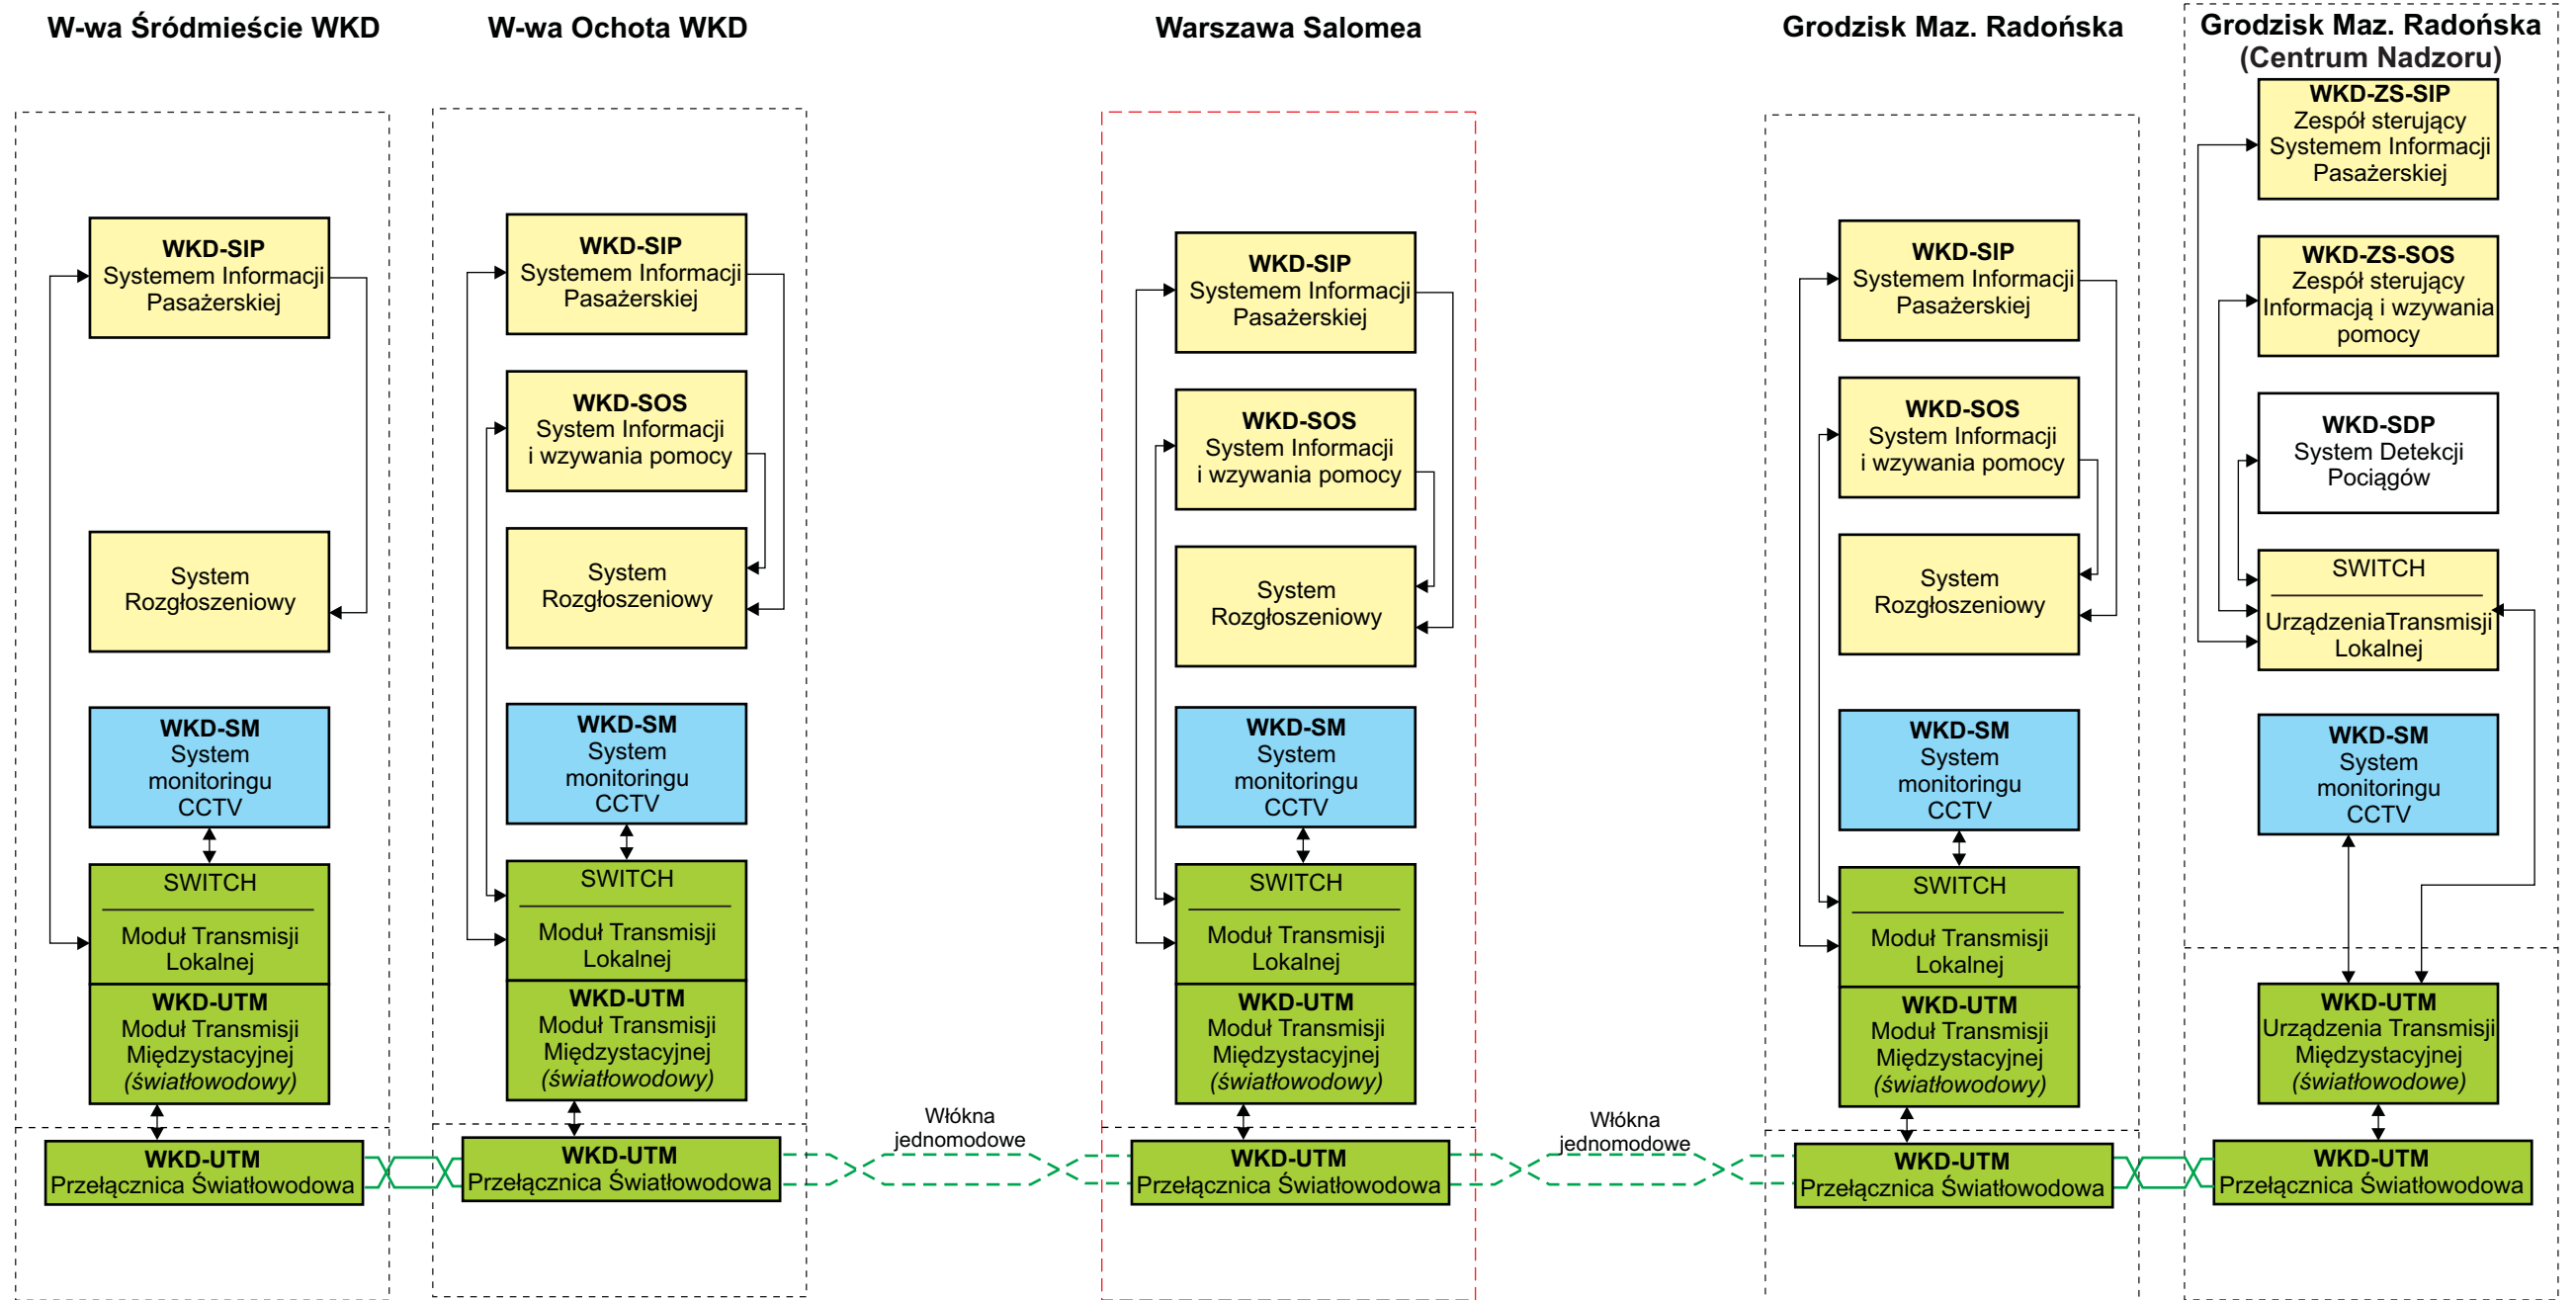 W-wa Śródmieście WKD
WKD-SIP
Systemem Informacji
Pasażerskiej
System
Rozgłoszeniowy
WKD-SM
System
monitoringu
CCTV
SWITCH
Moduł Transmisji
Lokalnej
WKD-UTM
Moduł Transmisji
Międzystacyjnej
(światłowodowy)
WKD-UTM
Przełącznica Światłowodowa
W-wa Ochota WKD
WKD-SIP
Systemem Informacji
Pasażerskiej
WKD-SOS
System Informacji
i wzywania pomocy
System
Rozgłoszeniowy
WKD-SM
System
monitoringu
CCTV
SWITCH
Moduł Transmisji
Lokalnej
WKD-UTM
Moduł Transmisji
Międzystacyjnej
(światłowodowy)
WKD-UTM
Przełącznica Światłowodowa
Włókna
jednomodowe
Warszawa Salomea
WKD-SIP
Systemem Informacji
Pasażerskiej
WKD-SOS
System Informacji
i wzywania pomocy
System
Rozgłoszeniowy
WKD-SM
System
monitoringu
CCTV
SWITCH
Moduł Transmisji
Lokalnej
WKD-UTM
Moduł Transmisji
Międzystacyjnej
(światłowodowy)
WKD-UTM
Przełącznica Światłowodowa
Włókna
jednomodowe
Grodzisk Maz. Radońska
WKD-SIP
Systemem Informacji
Pasażerskiej
WKD-SOS
System Informacji
i wzywania pomocy
System
Rozgłoszeniowy
WKD-SM
System
monitoringu
CCTV
SWITCH
Moduł Transmisji
Lokalnej
WKD-UTM
Moduł Transmisji
Międzystacyjnej
(światłowodowy)
WKD-UTM
Przełącznica Światłowodowa
Grodzisk Maz. Radońska
(Centrum Nadzoru)
WKD-ZS-SIP
Zespół sterujący
Systemem Informacji
Pasażerskiej
WKD-ZS-SOS
Zespół sterujący
Informacją i wzywania
pomocy
WKD-SDP
System Detekcji
Pociągów
SWITCH
UrządzeniaTransmisji
Lokalnej
WKD-SM
System
monitoringu
CCTV
WKD-UTM
Urządzenia Transmisji
Międzystacyjnej
(światłowodowe)
WKD-UTM
Przełącznica Światłowodowa